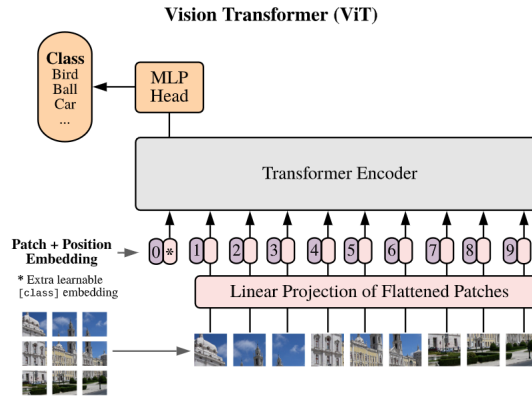 Vision Transformer (ViT)
Class
Bird
Ball
Car
...
MLP
Head
Transformer Encoder
Patch + Position
Embedding
0 * 1 2 3 4 5 6 7 8 9
* Extra learnable
[class] embedding
Linear Projection of Flattened Patches